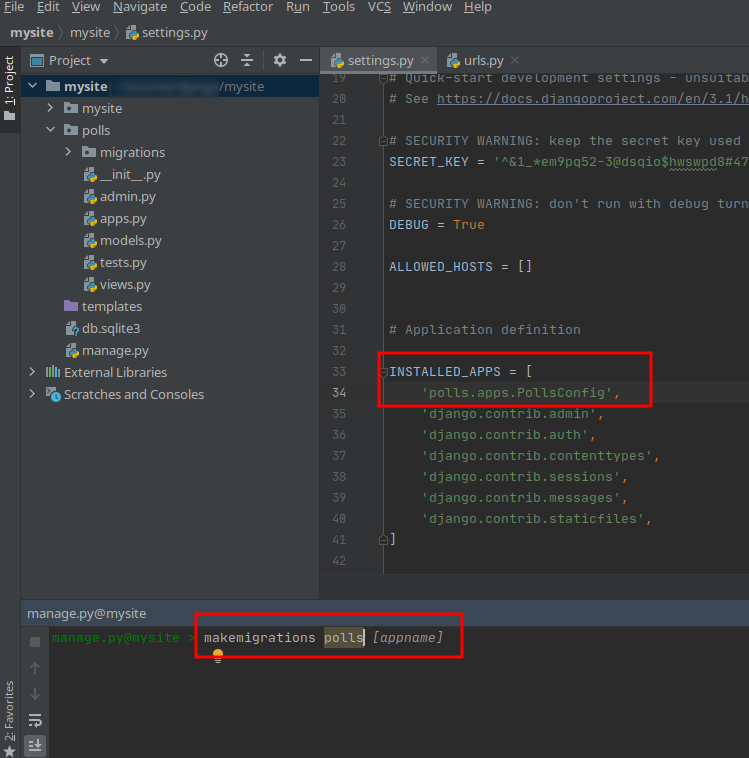 File Edit View Navigate Code Refactor Run Tools VCS Window Help
mysite mysite settings.py
1: Project
Project
settings.py
urls.py
mysite /mysite
mysite
polls
migrations
__init__.py
admin.py
apps.py
models.py
tests.py
views.py
templates
db.sqlite3
manage.py
External Libraries
Scratches and Consoles
19 # Quick-start development settings - unsuitab
20 # See https://docs.djangoproject.com/en/3.1/h
21
22 # SECURITY WARNING: keep the secret key used
23 SECRET_KEY = '^&1_*em9pq52-3@dsqio$hwswpd8#47
24
25 # SECURITY WARNING: don't run with debug turn
26 DEBUG = True
27
28 ALLOWED_HOSTS = []
29
30
31 # Application definition
32
33 INSTALLED_APPS = [
34 'polls.apps.PollsConfig',
35 'django.contrib.admin',
36 'django.contrib.auth',
37 'django.contrib.contenttypes',
38 'django.contrib.sessions',
39 'django.contrib.messages',
40 'django.contrib.staticfiles',
41 ]
42
manage.py@mysite
manage.py@mysite > makemigrations polls [appname]
2: Favorites